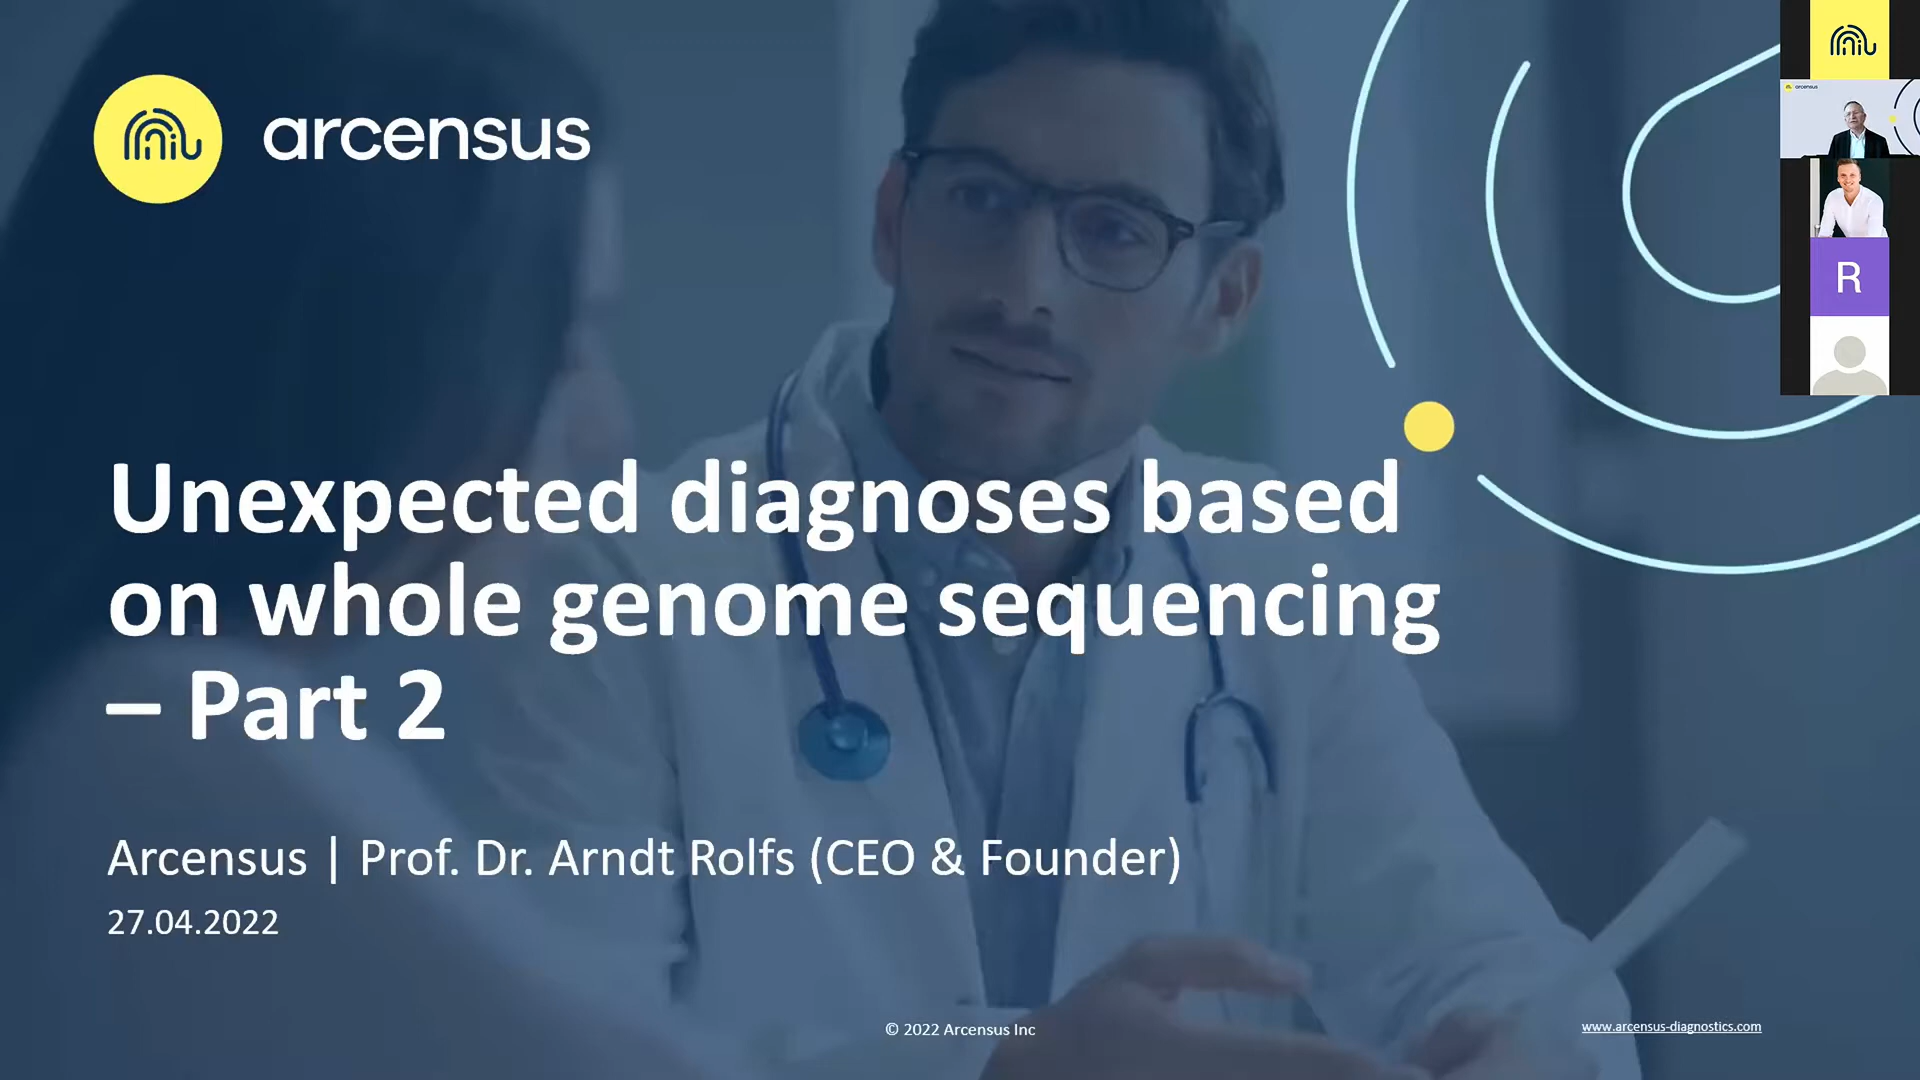 arcensus
arcensus
R
Unexpected diagnoses based
on whole genome sequencing
– Part 2
Arcensus | Prof. Dr. Arndt Rolfs (CEO & Founder)
27.04.2022
© 2022 Arcensus Inc
www.arcensus-diagnostics.com